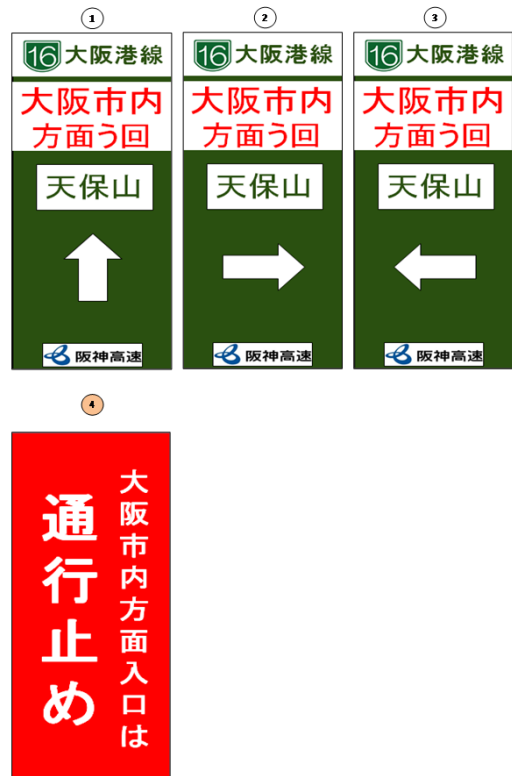 1
16 大阪港線
大阪市内
方面う回
天保山
阪神高速
2
16 大阪港線
大阪市内
方面う回
天保山
阪神高速
3
16 大阪港線
大阪市内
方面う回
天保山
阪神高速
4
大阪市内方面入口は
通行止め